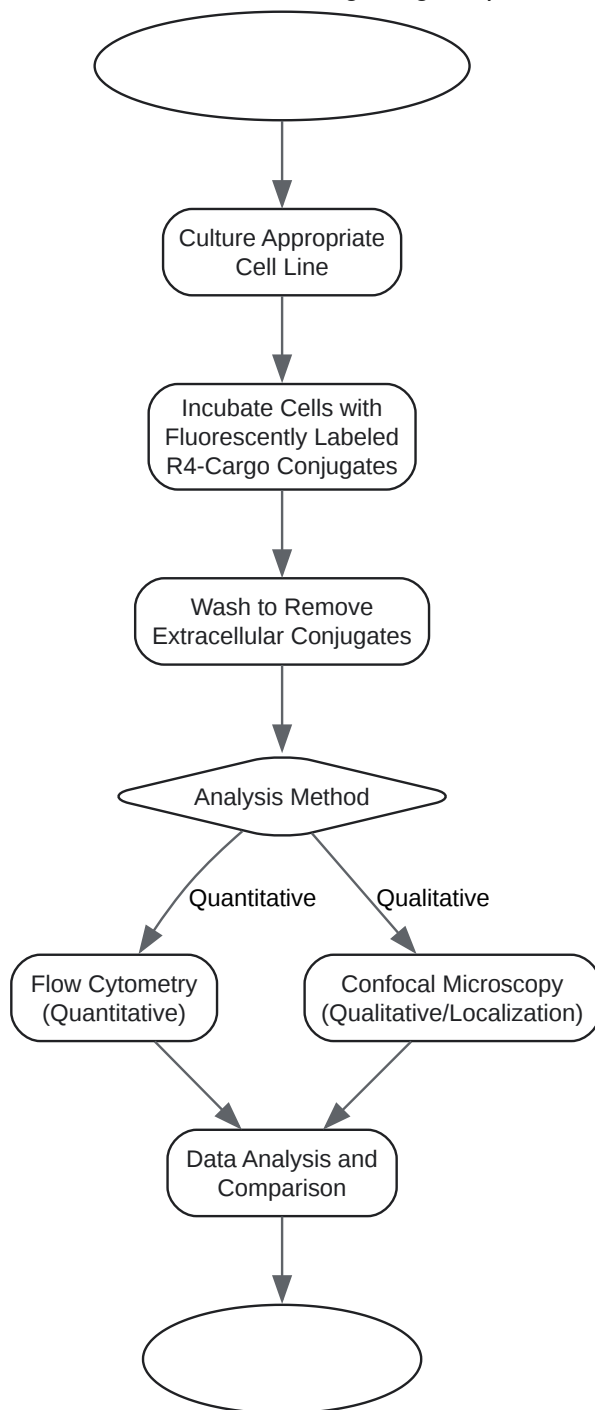 Culture Appropriate
Cell Line
Incubate Cells with
Fluorescently Labeled
R4-Cargo Conjugates
Wash to Remove
Extracellular Conjugates
Analysis Method
Quantitative
Qualitative
Flow Cytometry
(Quantitative)
Confocal Microscopy
(Qualitative/Localization)
Data Analysis and
Comparison